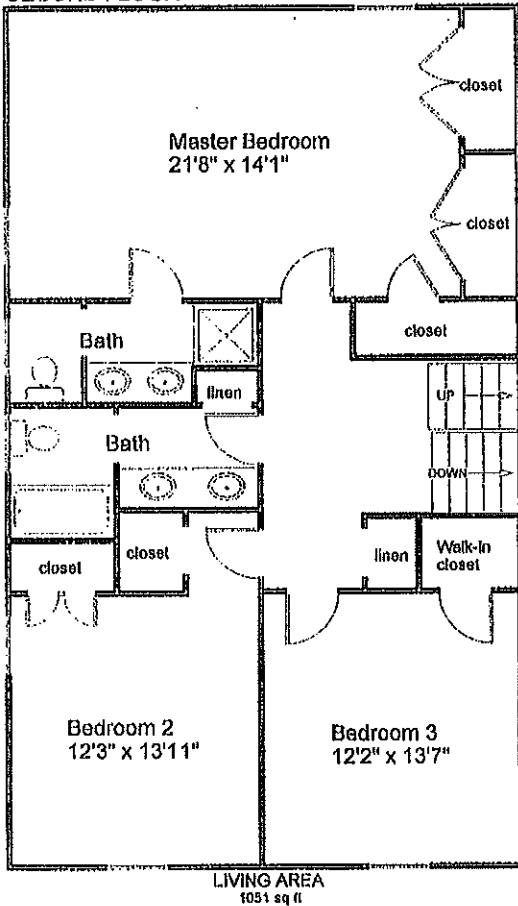 closet
Master Bedroom
21'8" x 14'1"
closet
closet
Bath
linen
UP
Bath
DOWN
closet
closet
linen
Walk-In
closet
Bedroom 2
12'3" x 13'11"
Bedroom 3
12'2" x 13'7"
LIVING AREA
1051 sq ft